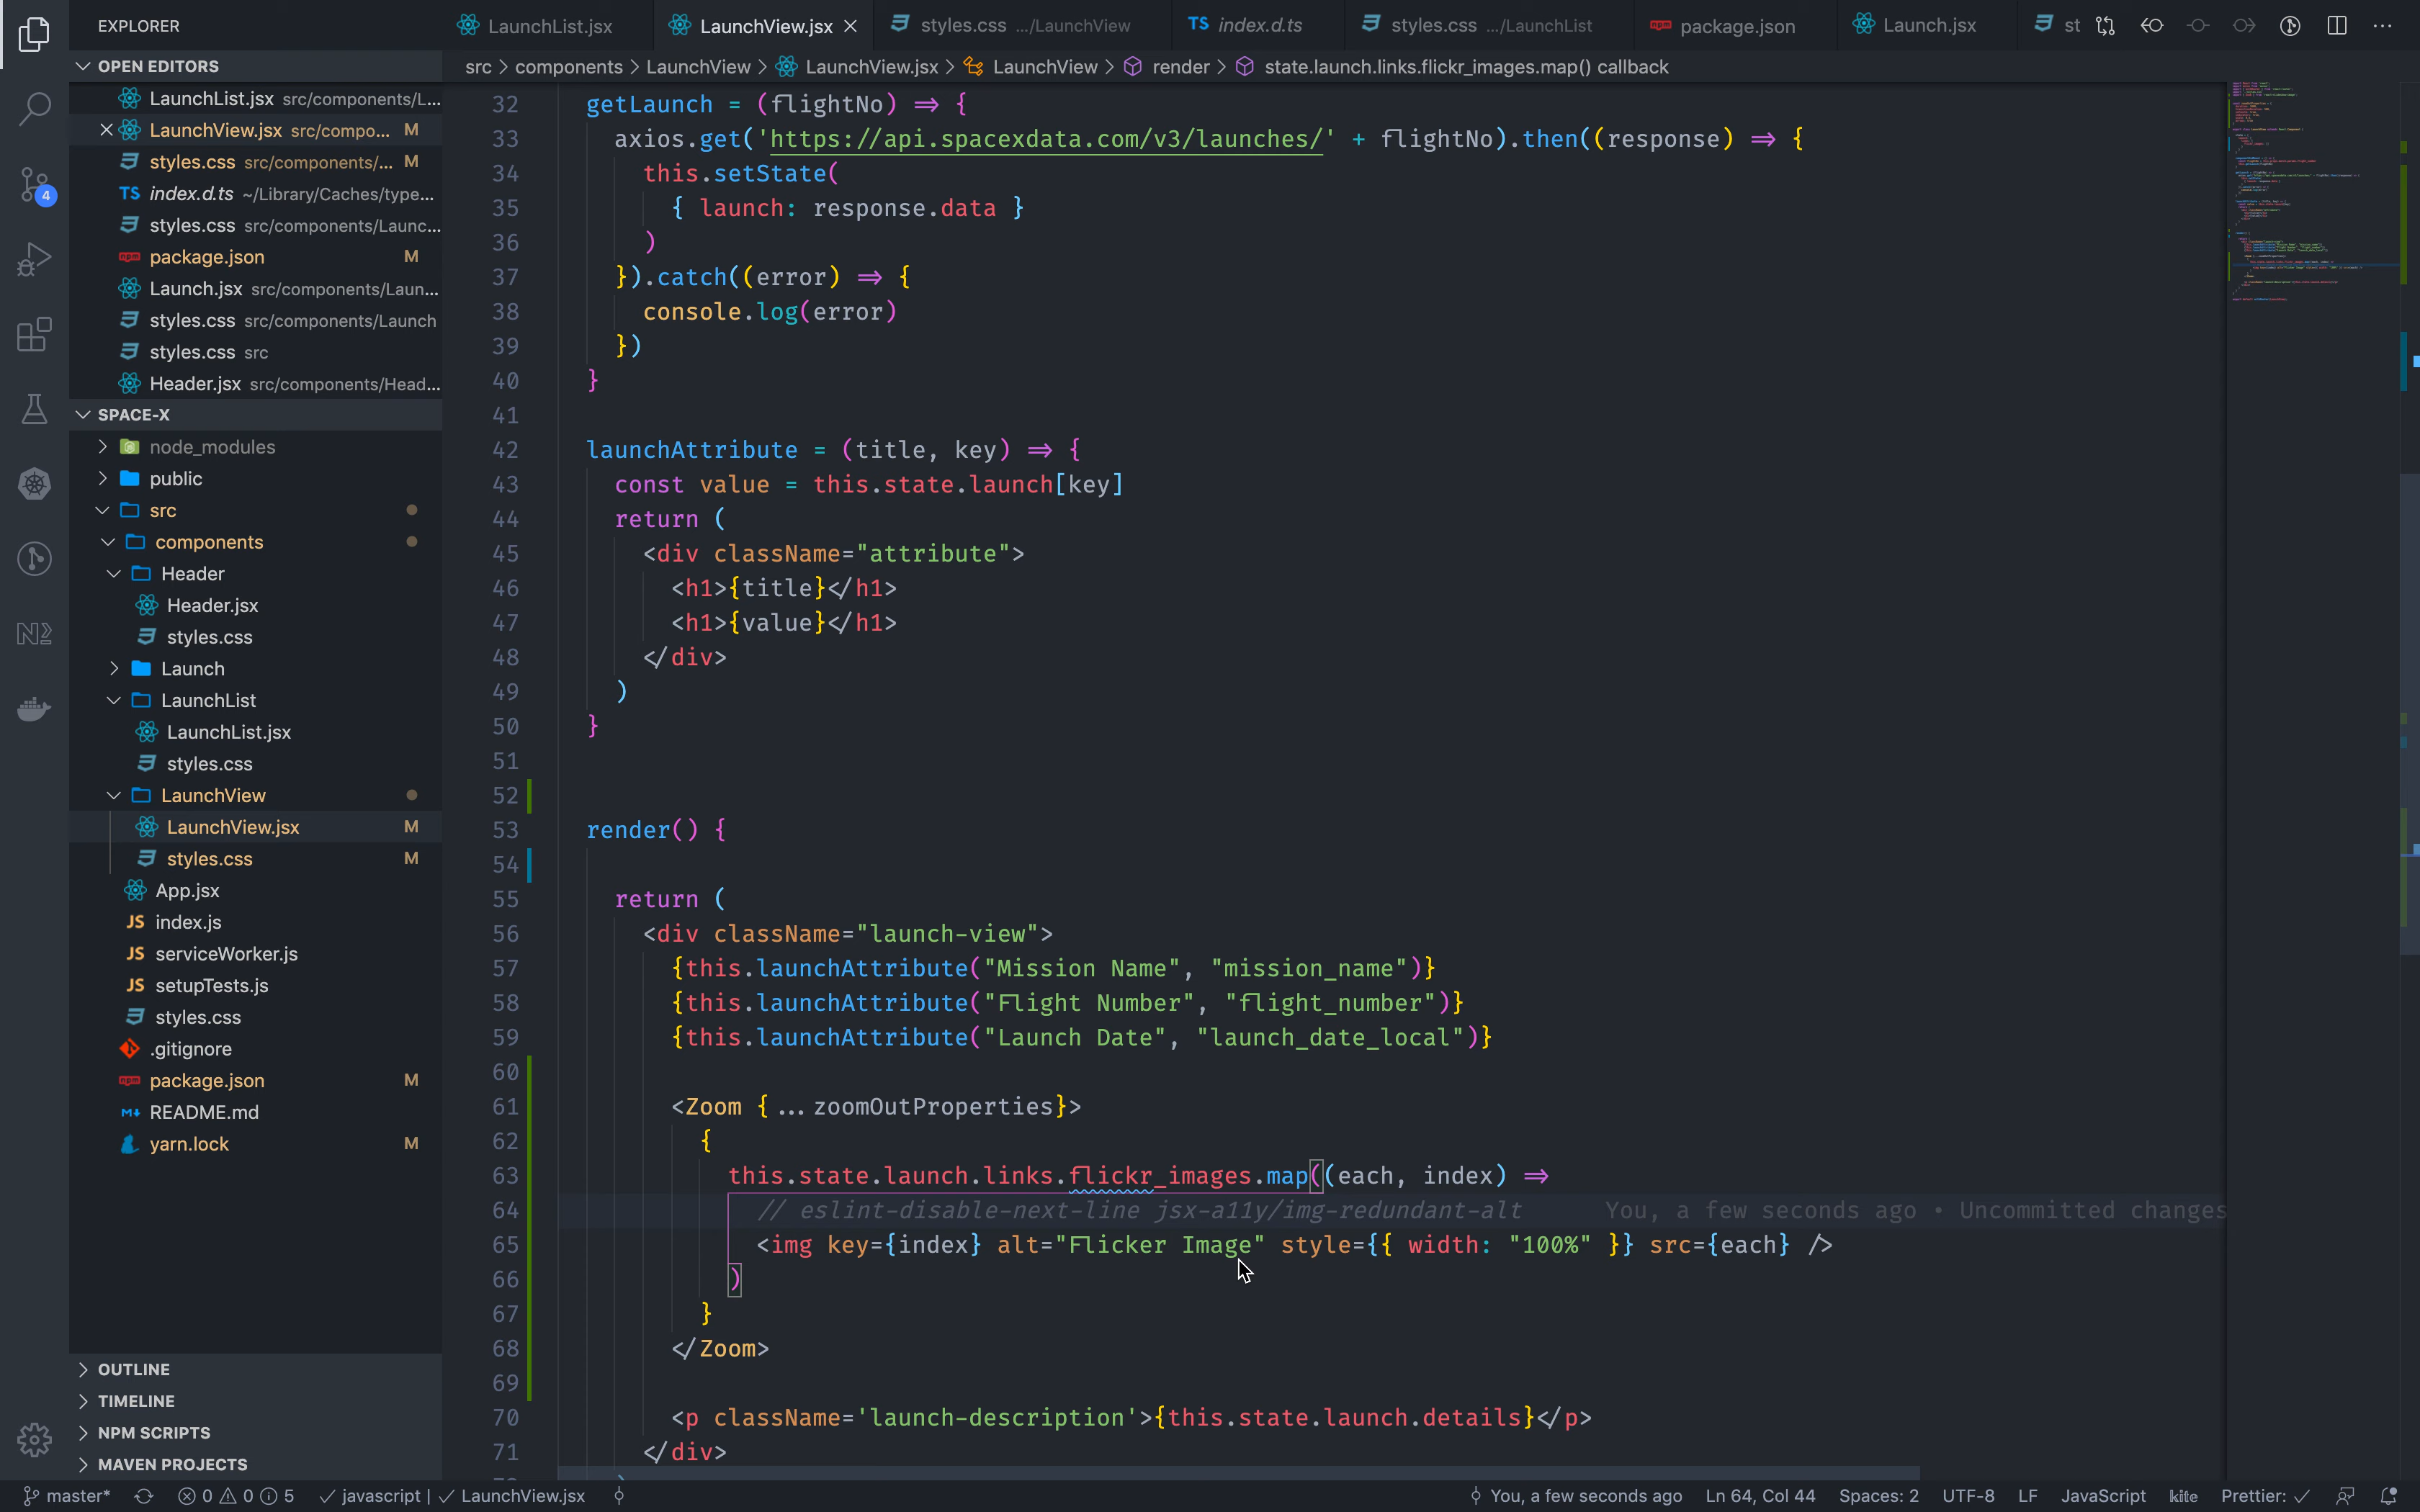 EXPLORER
LaunchList.jsx
LaunchView.jsx
styles.css .../LaunchView
TS index.d.ts
styles.css .../LaunchList
package.json
Launch.jsx
st
OPEN EDITORS
LaunchList.jsx src/components/L...
LaunchView.jsx src/compo... M
styles.css src/components/... M
TS index.d.ts ~/Library/Caches/type...
styles.css src/components/Launc...
package.json M
Launch.jsx src/components/Laun...
styles.css src/components/Launch
styles.css src
Header.jsx src/components/Head...
4
SPACE-X
node_modules
public
src
components
Header
Header.jsx
styles.css
Launch
LaunchList
LaunchList.jsx
styles.css
LaunchView
LaunchView.jsx M
styles.css M
App.jsx
JS index.js
JS serviceWorker.js
JS setupTests.js
styles.css
.gitignore
package.json M
README.md
yarn.lock M
OUTLINE
TIMELINE
NPM SCRIPTS
MAVEN PROJECTS
src > components > LaunchView > LaunchView.jsx > LaunchView > render > state.launch.links.flickr_images.map() callback
32 getLaunch = (flightNo) => {
33 axios.get('https://api.spacexdata.com/v3/launches/' + flightNo).then((response) => {
34 this.setState(
35 { launch: response.data }
36 )
37 }).catch((error) => {
38 console.log(error)
39 })
40 }
41
42 launchAttribute = (title, key) => {
43 const value = this.state.launch[key]
44 return (
45 <div className="attribute">
46 <h1>{title}</h1>
47 <h1>{value}</h1>
48 </div>
49 )
50 }
51
52
53 render() {
54
55 return (
56 <div className="launch-view">
57 {this.launchAttribute("Mission Name", "mission_name")}
58 {this.launchAttribute("Flight Number", "flight_number")}
59 {this.launchAttribute("Launch Date", "launch_date_local")}
60
61 <Zoom {...zoomOutProperties}>
62 {
63 this.state.launch.links.flickr_images.map((each, index) =>
64 // eslint-disable-next-line jsx-a11y/img-redundant-alt You, a few seconds ago • Uncommitted changes
65 <img key={index} alt="Flicker Image" style={{ width: "100%" }} src={each} />
66 )
67 }
68 </Zoom>
69
70 <p className='launch-description'>{this.state.launch.details}</p>
71 </div>
master* 0 0 5 javascript | LaunchView.jsx You, a few seconds ago Ln 64, Col 44 Spaces: 2 UTF-8 LF JavaScript kite Prettier: ✓